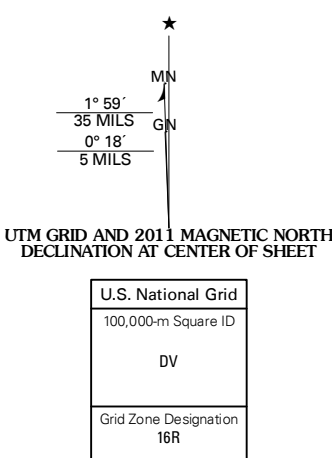 ★
MN
1° 59´
35 MILS
GN
0° 18´
5 MILS
UTM GRID AND 2011 MAGNETIC NORTH
DECLINATION AT CENTER OF SHEET
U.S. National Grid
100,000-m Square ID
DV
Grid Zone Designation
16R